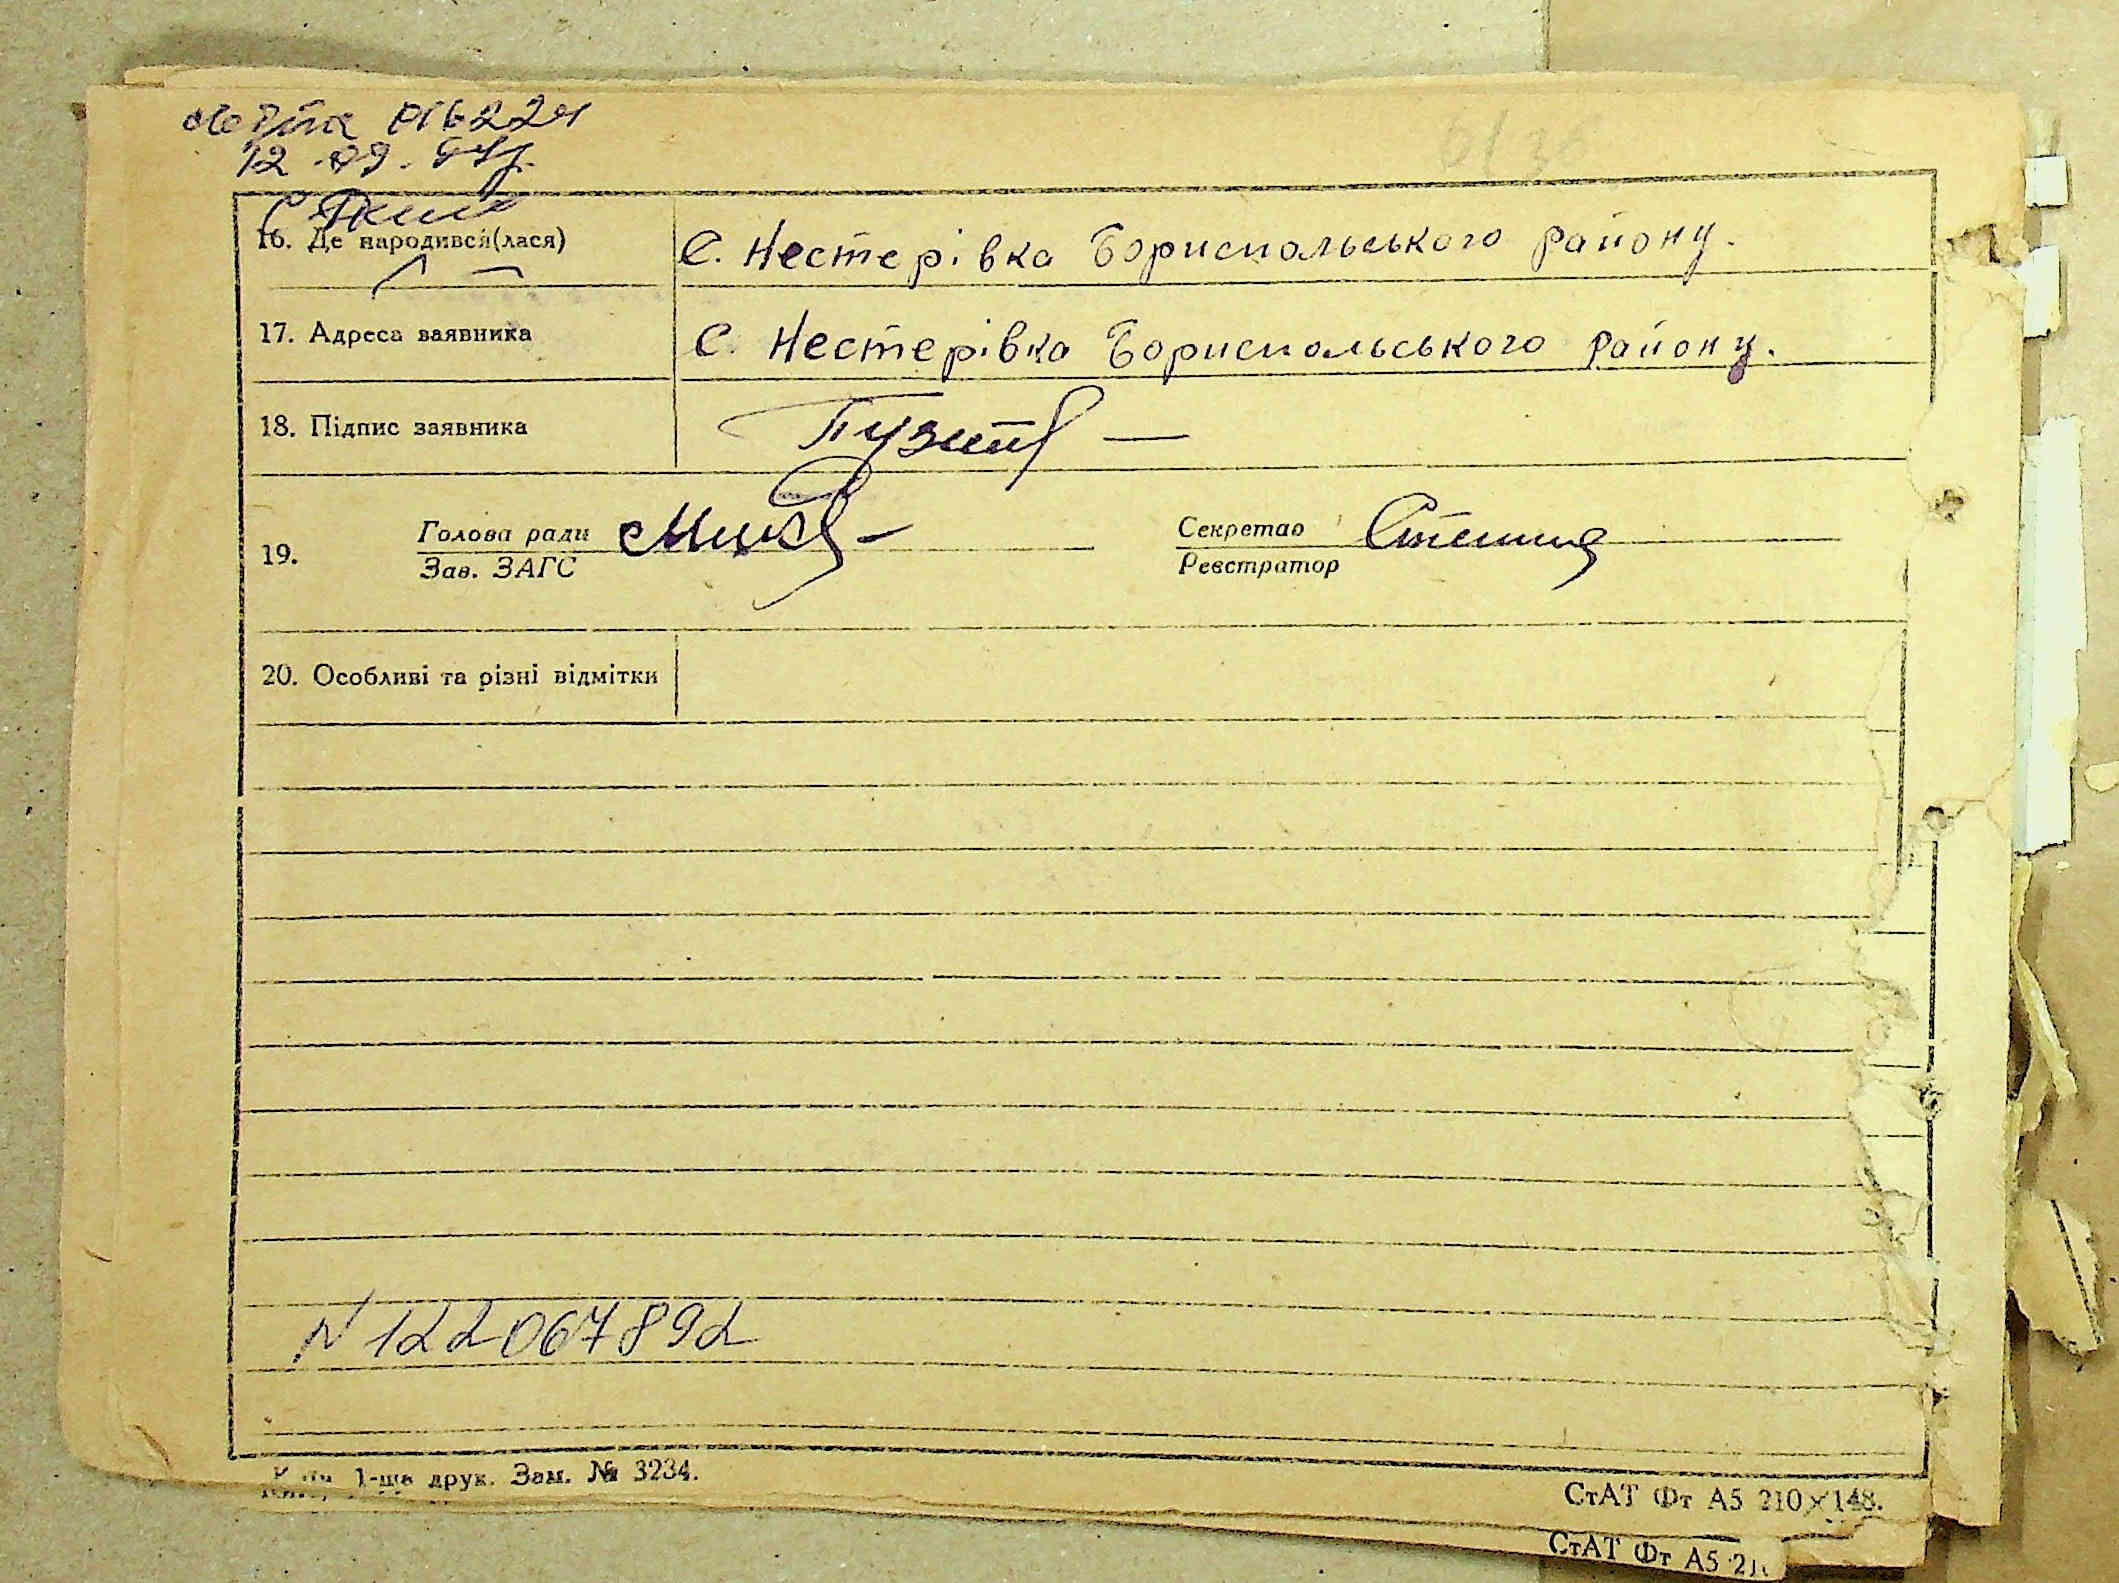 12.09.
16. Де народився(лася) с. Нестерівка Бориспольського району.
17. Адреса заявника с. Нестерівка Бориспольського району.
18. Підпис заявника
Голова ради Секретар
19.
Зав. ЗАГС Реєстратор
20. Особливі та різні відмітки
N 122067892
1-ша друк. Зам. № 3234.
СтАТ Фт А5 210×148.
СтАТ Фт А5 21